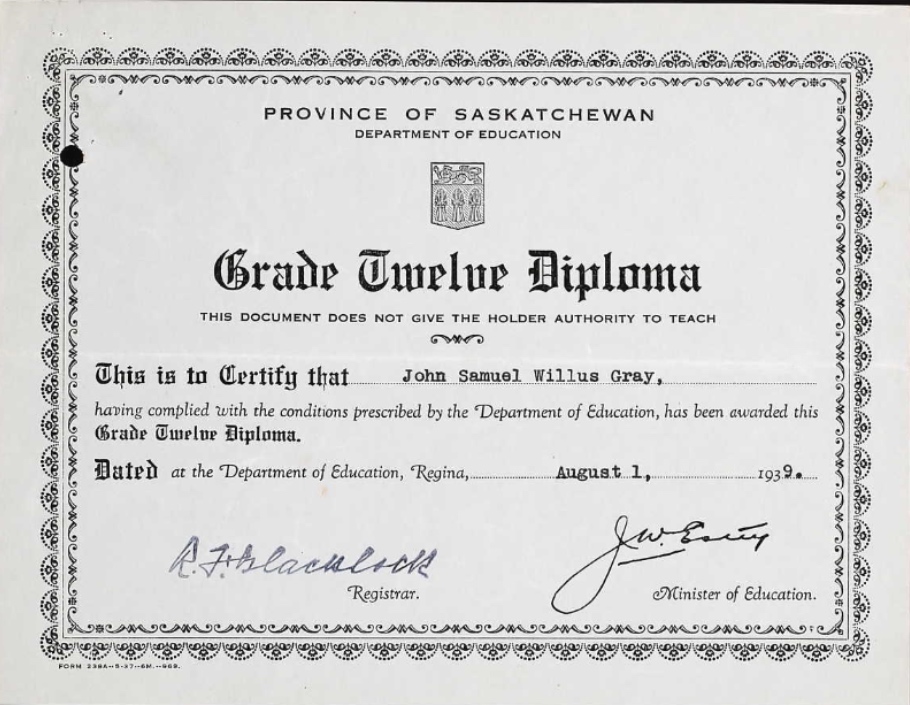 PROVINCE OF SASKATCHEWAN
DEPARTMENT OF EDUCATION
Grade Twelve Diploma
THIS DOCUMENT DOES NOT GIVE THE HOLDER AUTHORITY TO TEACH
This is to Certify that John Samuel Willus Gray,
having complied with the conditions prescribed by the Department of Education, has been awarded this
Grade Twelve Diploma.
Dated at the Department of Education, Regina, August 1, 1939.
R. F. Blacklock J. W. Estey
Registrar. Minister of Education.